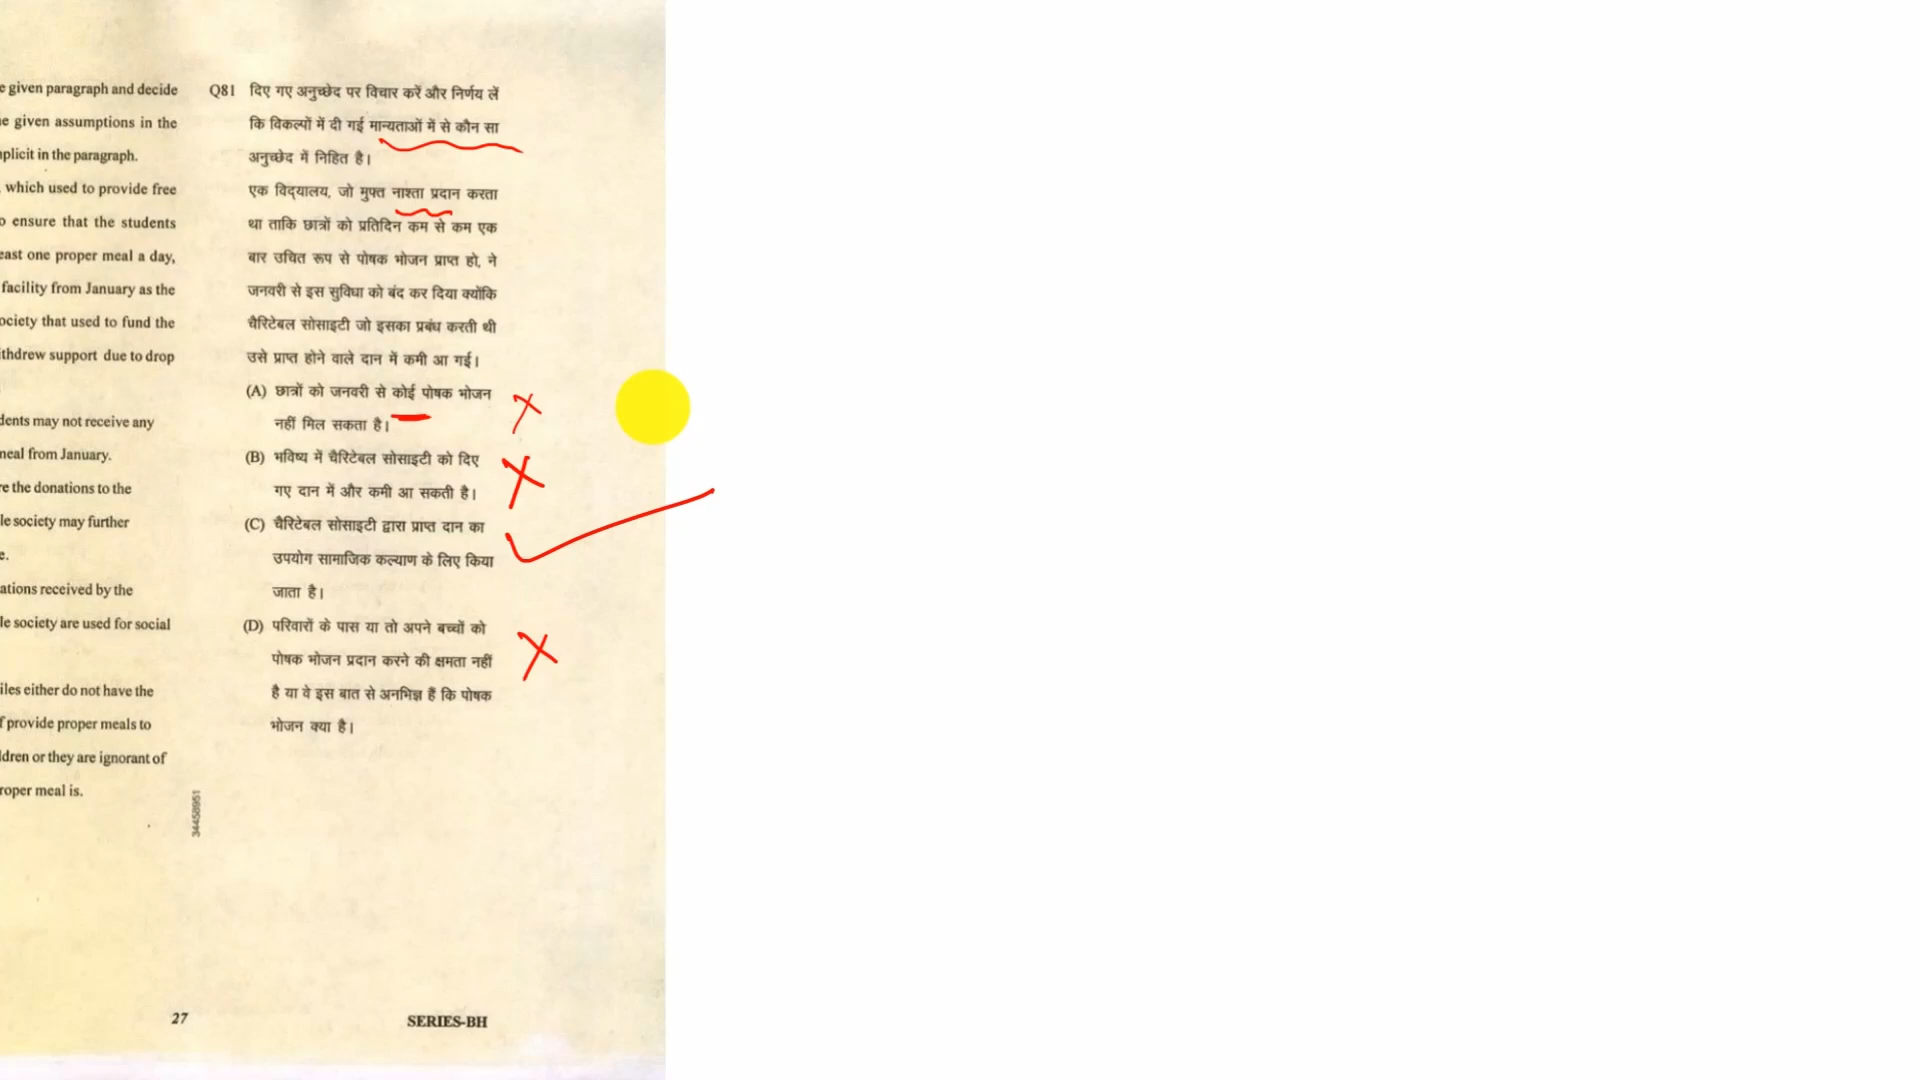 e given paragraph and decide
e given assumptions in the
plicit in the paragraph.
which used to provide free
o ensure that the students
east one proper meal a day,
facility from January as the
ociety that used to fund the
ithdrew support due to drop
dents may not receive any
neal from January.
re the donations to the
le society may further
e.
ations received by the
le society are used for social
iles either do not have the
f provide proper meals to
ldren or they are ignorant of
roper meal is.
34458951
Q81 दिए गए अनुच्छेद पर विचार करें और निर्णय लें
कि विकल्पों में दी गई मान्यताओं में से कौन सा
अनुच्छेद में निहित है।
एक विद्यालय, जो मुफ्त नाश्ता प्रदान करता
था ताकि छात्रों को प्रतिदिन कम से कम एक
बार उचित रूप से पोषक भोजन प्राप्त हो, ने
जनवरी से इस सुविधा को बंद कर दिया क्योंकि
चैरिटेबल सोसाइटी जो इसका प्रबंध करती थी
उसे प्राप्त होने वाले दान में कमी आ गई।
(A) छात्रों को जनवरी से कोई पोषक भोजन
नहीं मिल सकता है।
(B) भविष्य में चैरिटेबल सोसाइटी को दिए
गए दान में और कमी आ सकती है।
(C) चैरिटेबल सोसाइटी द्वारा प्राप्त दान का
उपयोग सामाजिक कल्याण के लिए किया
जाता है।
(D) परिवारों के पास या तो अपने बच्चों को
पोषक भोजन प्रदान करने की क्षमता नहीं
है या वे इस बात से अनभिज्ञ हैं कि पोषक
भोजन क्या है।
27
SERIES-BH